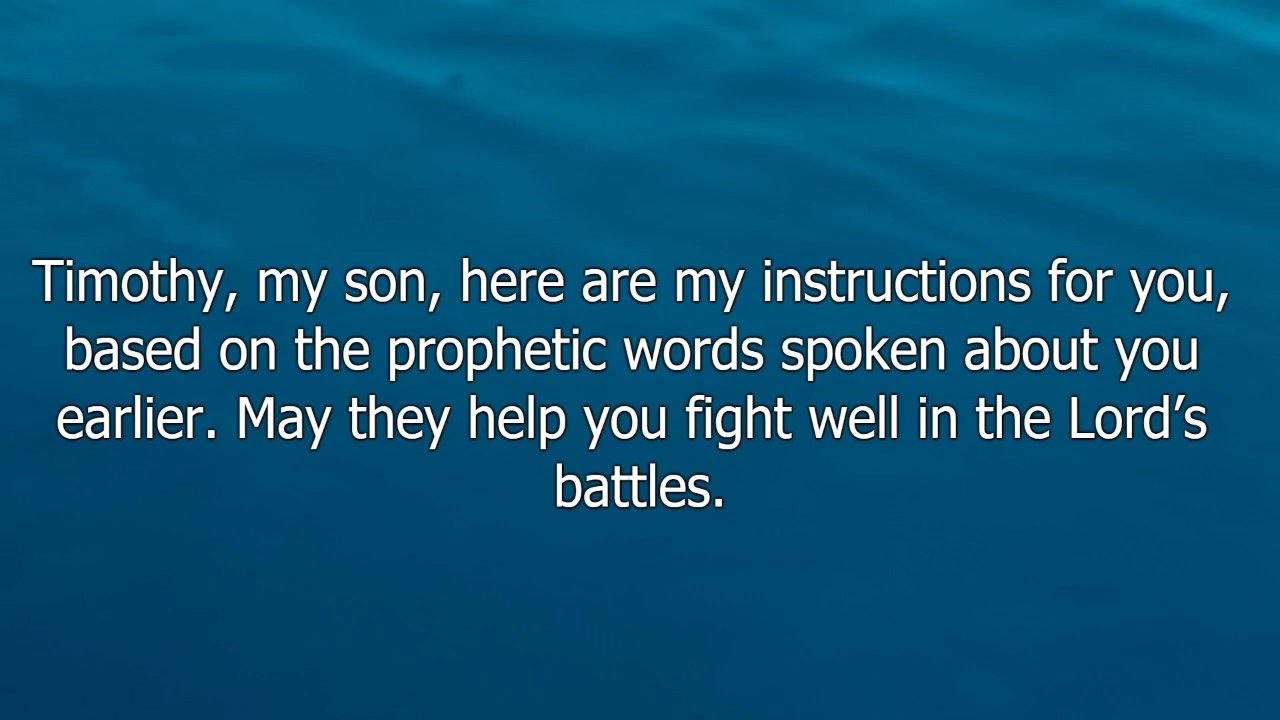 Timothy, my son, here are my instructions for you,
based on the prophetic words spoken about you
earlier. May they help you fight well in the Lord’s
battles.